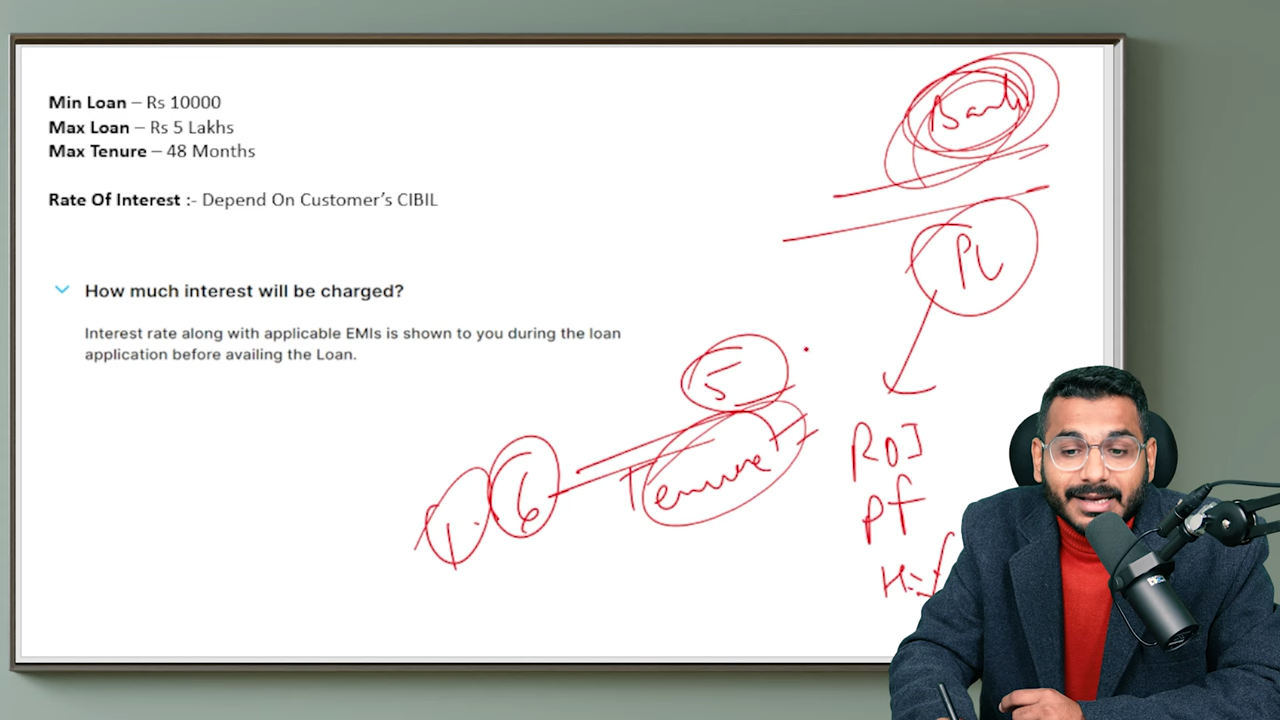 Min Loan – Rs 10000
Max Loan – Rs 5 Lakhs
Max Tenure – 48 Months
Rate Of Interest :- Depend On Customer's CIBIL
How much interest will be charged?
Interest rate along with applicable EMIs is shown to you during the loan
application before availing the Loan.
Bank
PL
5
Tenure
6
ROI
Pf